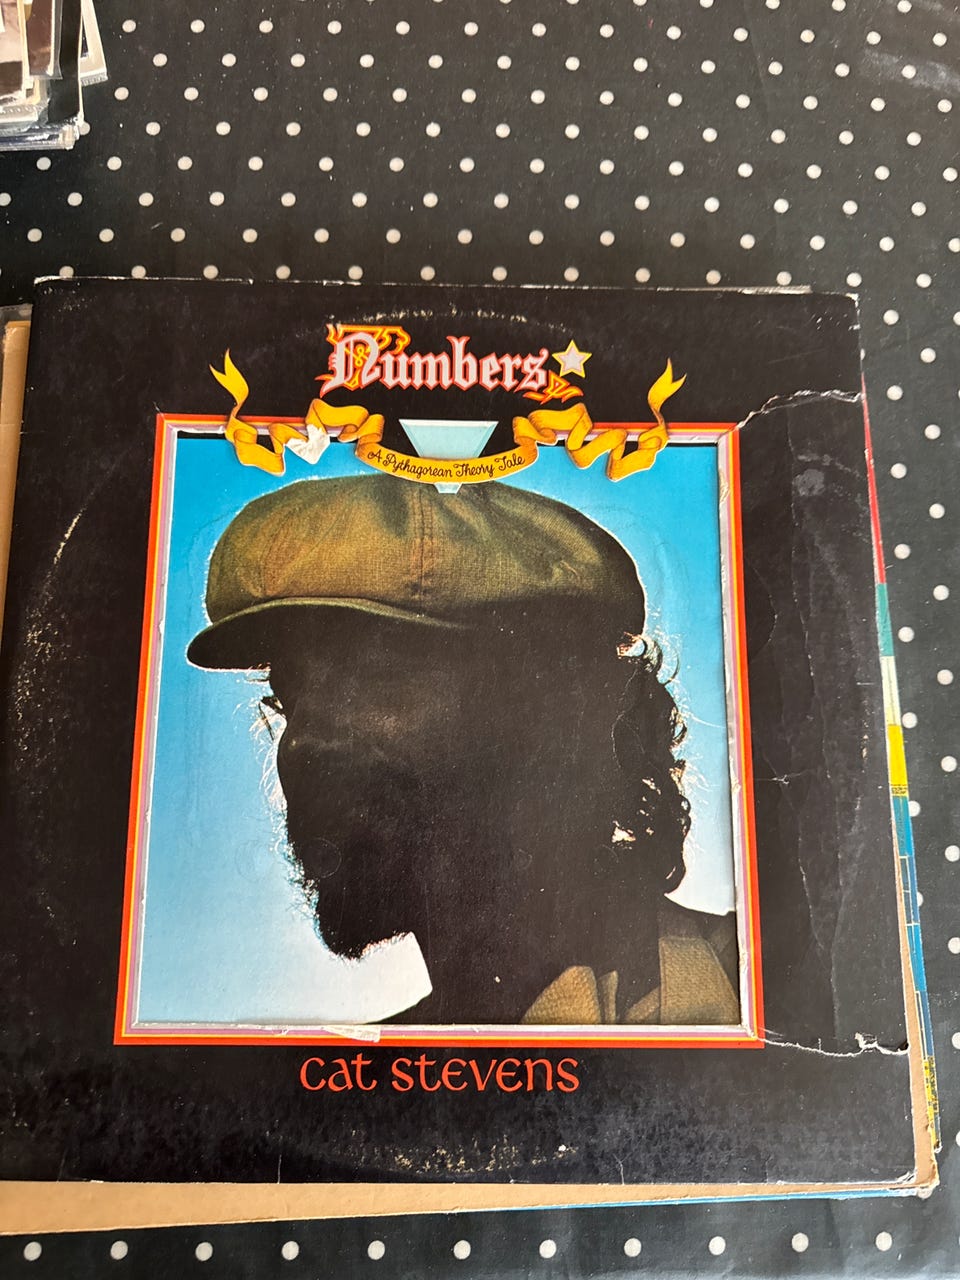 Numbers
A Pythagorean Theory Tale
cat stevens